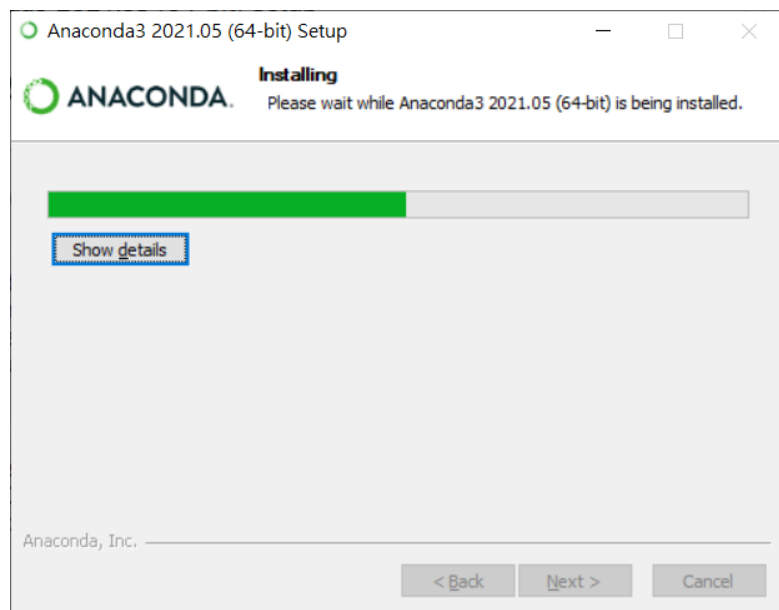 Anaconda3 2021.05 (64-bit) Setup
ANACONDA.
Installing
Please wait while Anaconda3 2021.05 (64-bit) is being installed.
Show details
Anaconda, Inc.
< Back
Next >
Cancel